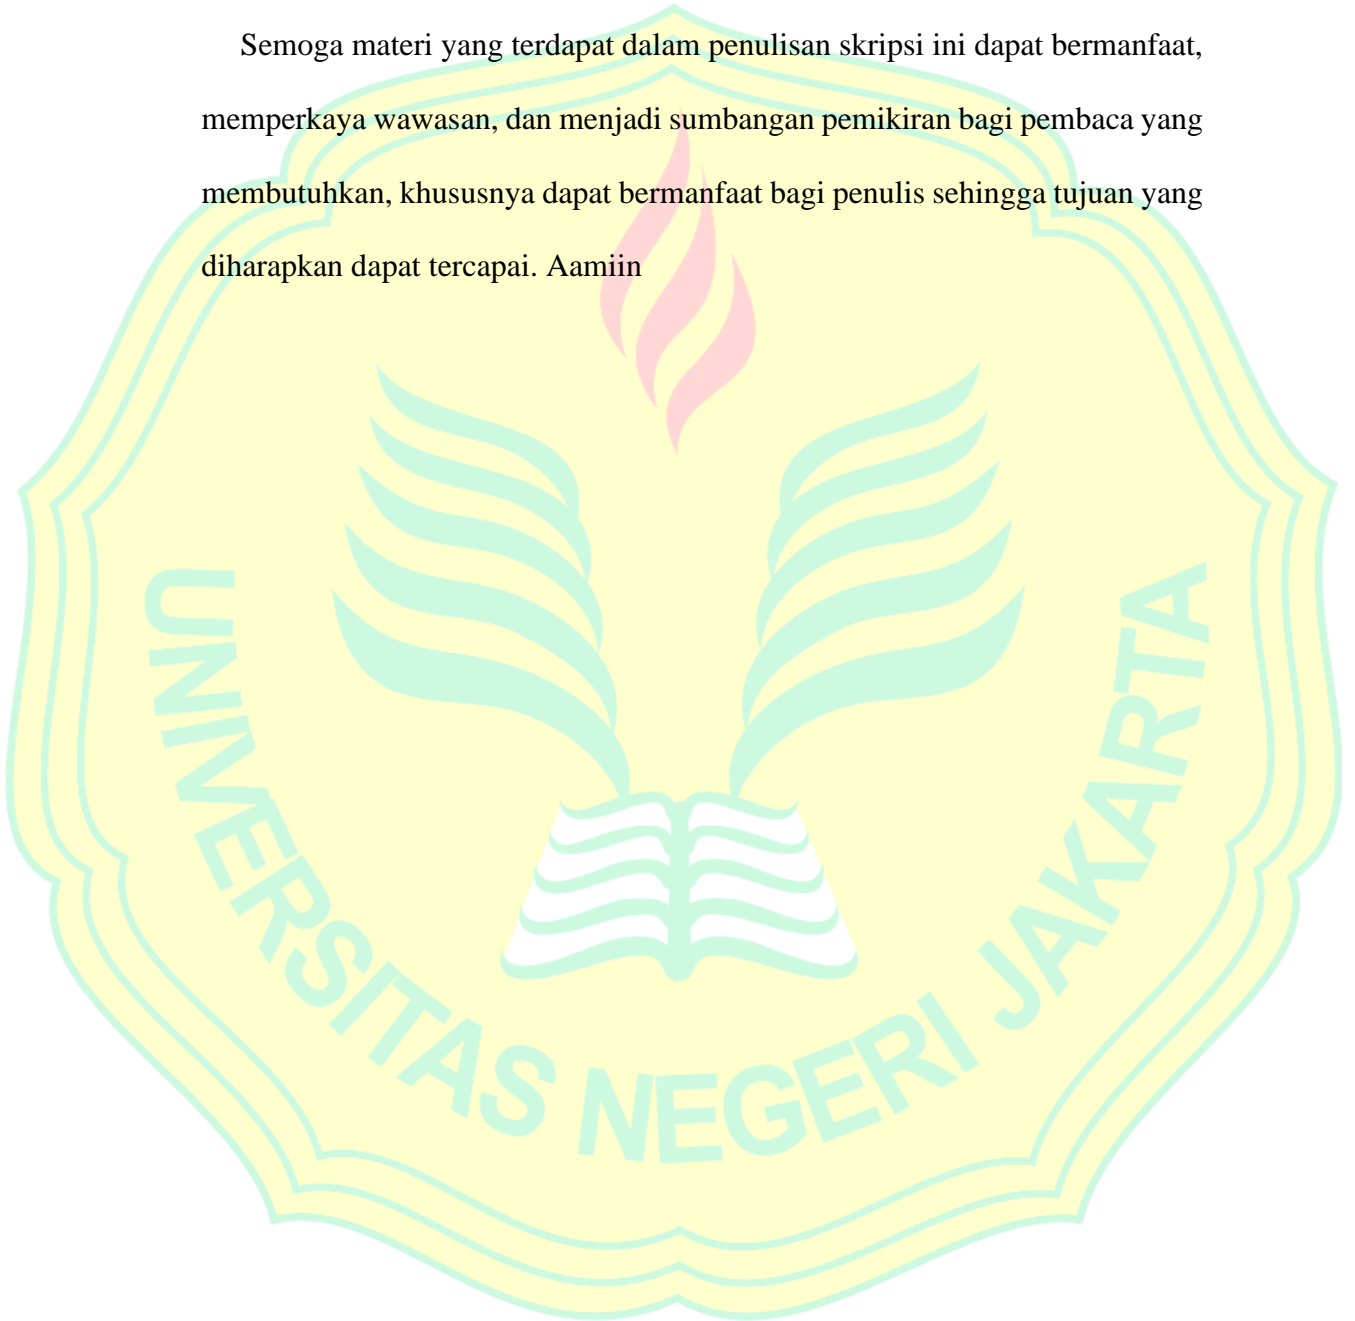 Semoga materi yang terdapat dalam penulisan skripsi ini dapat bermanfaat,
memperkaya wawasan, dan menjadi sumbangan pemikiran bagi pembaca yang
membutuhkan, khususnya dapat bermanfaat bagi penulis sehingga tujuan yang
diharapkan dapat tercapai. Aamiin
UNIVERSITAS NEGERI JAKARTA